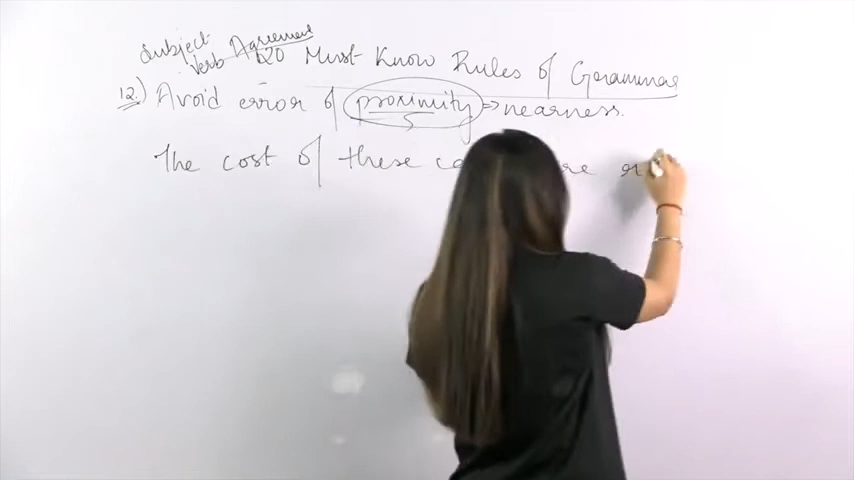 Subject-
Verb Agreement
120 Must Know Rules of Grammar
12.) Avoid error of proximity → nearness.
The cost of these